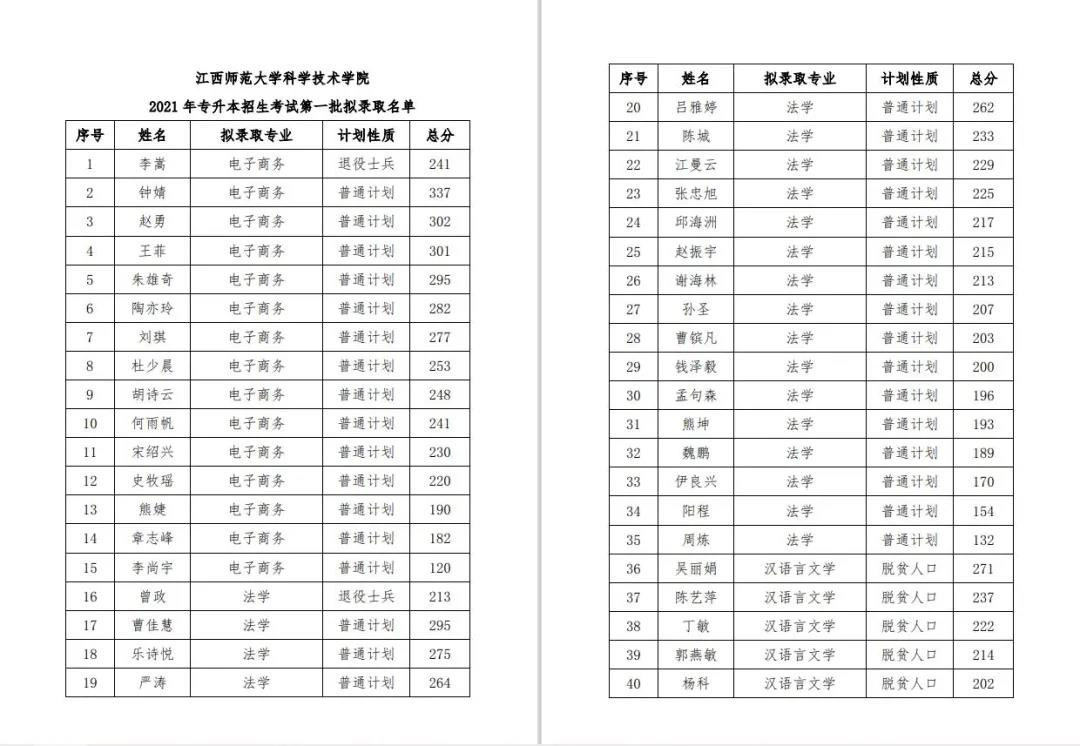 江西师范大学科学技术学院
2021 年专升本招生考试第一批拟录取名单
序号 姓名 拟录取专业 计划性质 总分
1 李嵩 电子商务 退役士兵 241
2 钟婧 电子商务 普通计划 337
3 赵勇 电子商务 普通计划 302
4 王菲 电子商务 普通计划 301
5 朱雄奇 电子商务 普通计划 295
6 陶亦玲 电子商务 普通计划 282
7 刘琪 电子商务 普通计划 277
8 杜少晨 电子商务 普通计划 253
9 胡诗云 电子商务 普通计划 248
10 何雨帆 电子商务 普通计划 241
11 宋绍兴 电子商务 普通计划 230
12 史牧瑶 电子商务 普通计划 220
13 熊婕 电子商务 普通计划 190
14 章志峰 电子商务 普通计划 182
15 李尚宇 电子商务 普通计划 120
16 曾政 法学 退役士兵 213
17 曹佳慧 法学 普通计划 295
18 乐诗悦 法学 普通计划 275
19 严涛 法学 普通计划 264
序号 姓名 拟录取专业 计划性质 总分
20 吕雅婷 法学 普通计划 262
21 陈城 法学 普通计划 233
22 江曼云 法学 普通计划 229
23 张忠旭 法学 普通计划 225
24 邱海洲 法学 普通计划 217
25 赵振宇 法学 普通计划 215
26 谢海林 法学 普通计划 213
27 孙圣 法学 普通计划 207
28 曹镔凡 法学 普通计划 203
29 钱泽毅 法学 普通计划 200
30 孟句森 法学 普通计划 196
31 熊坤 法学 普通计划 193
32 魏鹏 法学 普通计划 189
33 伊良兴 法学 普通计划 170
34 阳程 法学 普通计划 154
35 周炼 法学 普通计划 132
36 吴丽娟 汉语言文学 脱贫人口 271
37 陈艺萍 汉语言文学 脱贫人口 237
38 丁敏 汉语言文学 脱贫人口 222
39 郭燕敏 汉语言文学 脱贫人口 214
40 杨科 汉语言文学 脱贫人口 202